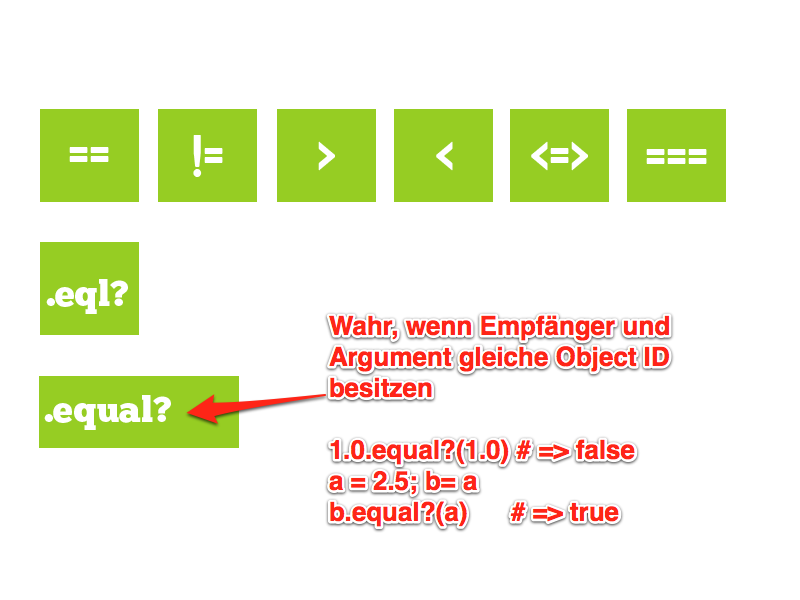 == != > < <=> ===
.eql?
.equal?
Wahr, wenn Empfänger und
Argument gleiche Object ID
besitzen
1.0.equal?(1.0) # => false
a = 2.5; b= a
b.equal?(a) # => true